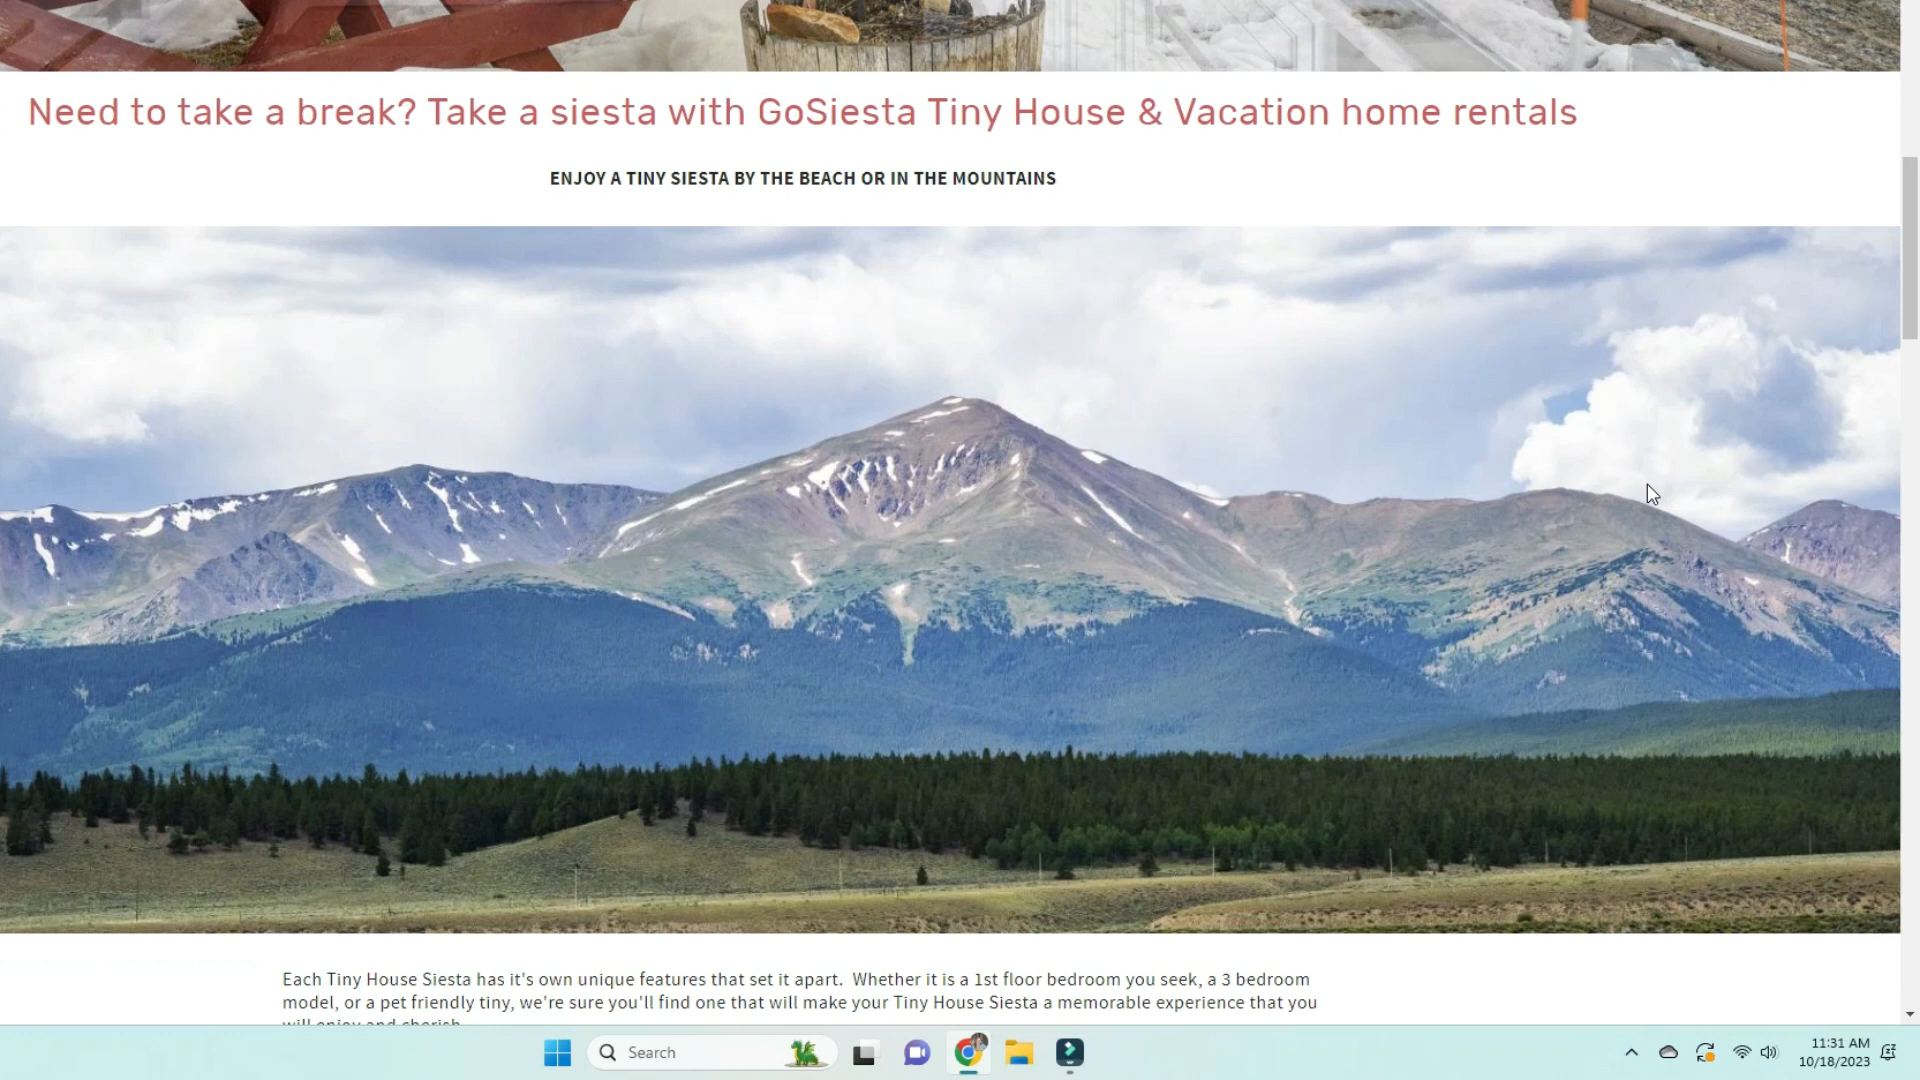 Need to take a break? Take a siesta with GoSiesta Tiny House & Vacation home rentals
ENJOY A TINY SIESTA BY THE BEACH OR IN THE MOUNTAINS
Each Tiny House Siesta has it's own unique features that set it apart.  Whether it is a 1st floor bedroom you seek, a 3 bedroom
model, or a pet friendly tiny, we're sure you'll find one that will make your Tiny House Siesta a memorable experience that you
will enjoy and cherish
Search
11:31 AM
10/18/2023